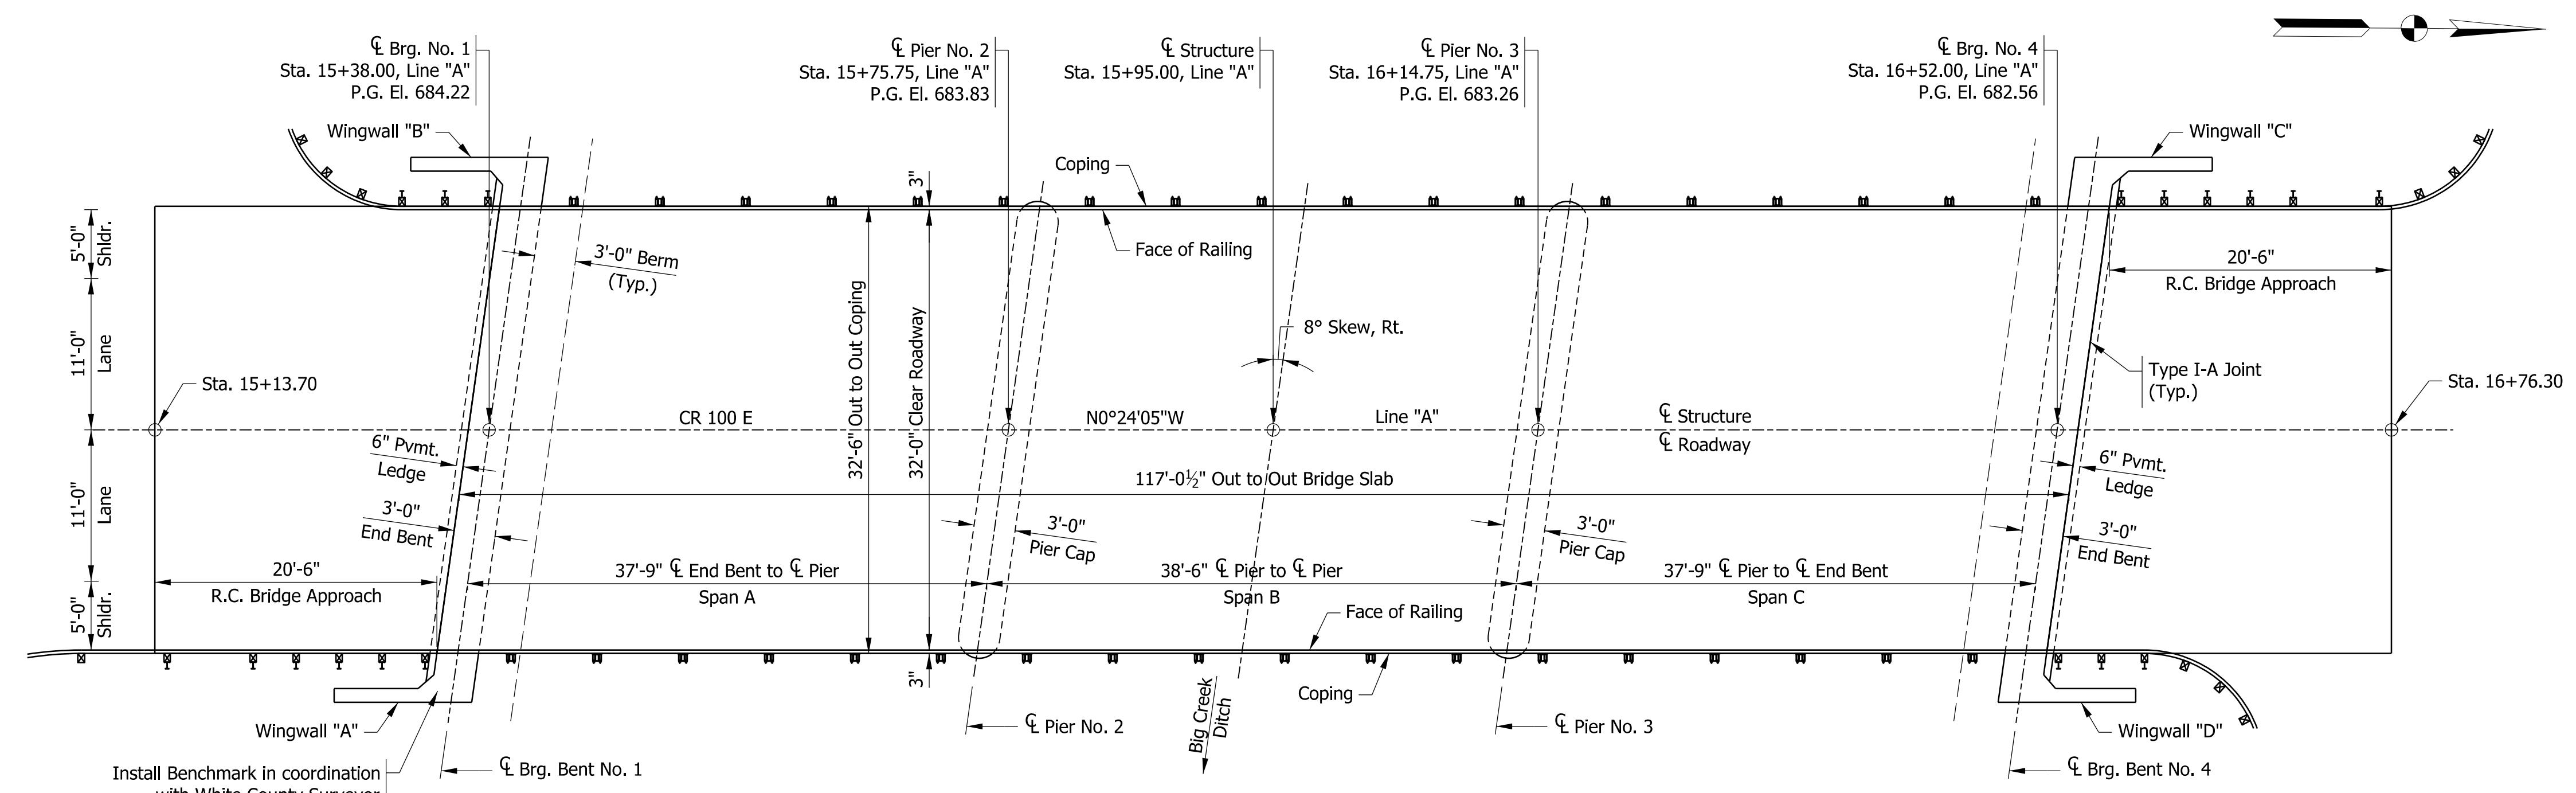 ℄ Brg. No. 1
Sta. 15+38.00, Line "A"
P.G. El. 684.22
℄ Pier No. 2
Sta. 15+75.75, Line "A"
P.G. El. 683.83
℄ Structure
Sta. 15+95.00, Line "A"
℄ Pier No. 3
Sta. 16+14.75, Line "A"
P.G. El. 683.26
℄ Brg. No. 4
Sta. 16+52.00, Line "A"
P.G. El. 682.56
Wingwall "B"
Coping
3"
Wingwall "C"
Face of Railing
3'-0" Berm
(Typ.)
5'-0"
Shldr.
11'-0"
Lane
11'-0"
Lane
5'-0"
Shldr.
20'-6"
R.C. Bridge Approach
32'-6" Out to Out Coping
32'-0" Clear Roadway
8° Skew, Rt.
Type I-A Joint
(Typ.)
Sta. 15+13.70
Sta. 16+76.30
CR 100 E
N0°24'05"W
Line "A"
℄ Structure
℄ Roadway
6" Pvmt.
Ledge
117'-0½" Out to Out Bridge Slab
6" Pvmt.
Ledge
3'-0"
End Bent
3'-0"
Pier Cap
3'-0"
Pier Cap
3'-0"
End Bent
20'-6"
R.C. Bridge Approach
37'-9" ℄ End Bent to ℄ Pier
Span A
38'-6" ℄ Pier to ℄ Pier
Span B
37'-9" ℄ Pier to ℄ End Bent
Span C
Face of Railing
3"
Coping
Big Creek
Ditch
Wingwall "A"
℄ Pier No. 2
℄ Pier No. 3
Wingwall "D"
℄ Brg. Bent No. 1
℄ Brg. Bent No. 4
Install Benchmark in coordination
with White County Surveyor